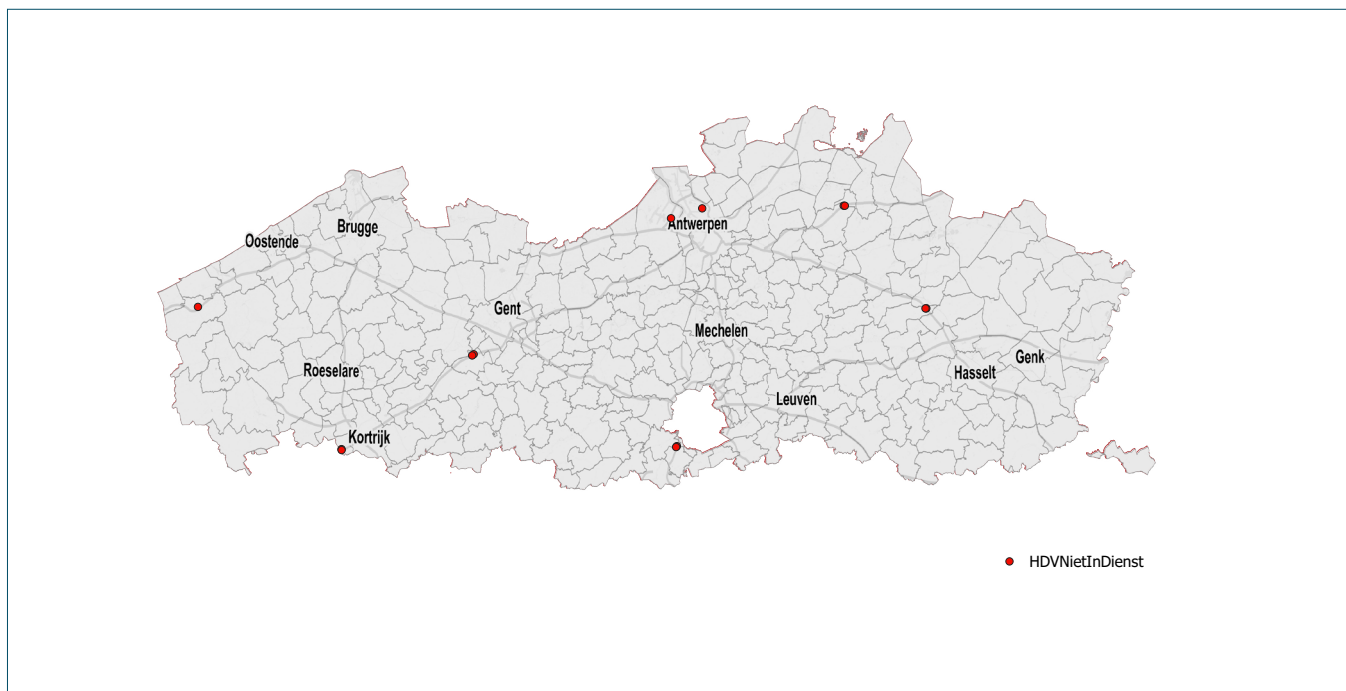 Brugge
Oostende
Antwerpen
Gent
Mechelen
Roeselare
Genk
Hasselt
Leuven
Kortrijk
HDVNietInDienst